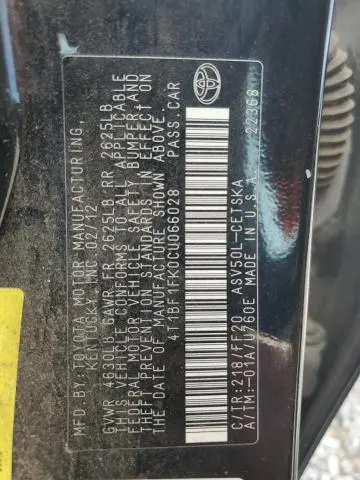 MFD BY:TOYOTA MOTOR MANUFACTURING,
KENTUCKY, INC. 02/12
GVWR 4630LB GAWR FR 2625LB RR 2625LB
THIS VEHICLE CONFORMS TO ALL APPLICABLE
FEDERAL MOTOR VEHICLE SAFETY, BUMPER, AND
THEFT PREVENTION STANDARDS IN EFFECT ON
THE DATE OF MANUFACTURE SHOWN ABOVE.
4T1BF1FK0CU066028 PASS.CAR
C/TR:218/FF20 ASV50L-CETSKA
A/TM:-01A/U760E MADE IN U.S.A. 22368